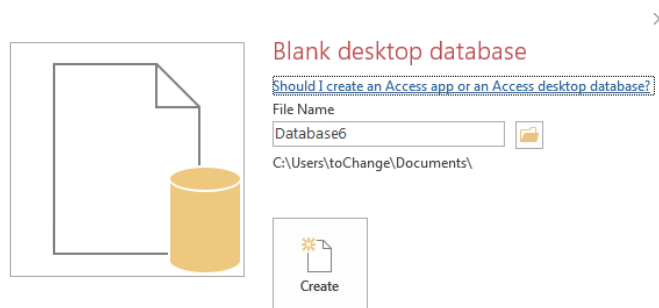 Blank desktop database
Should I create an Access app or an Access desktop database?
File Name
Database6
C:\Users\toChange\Documents\
Create